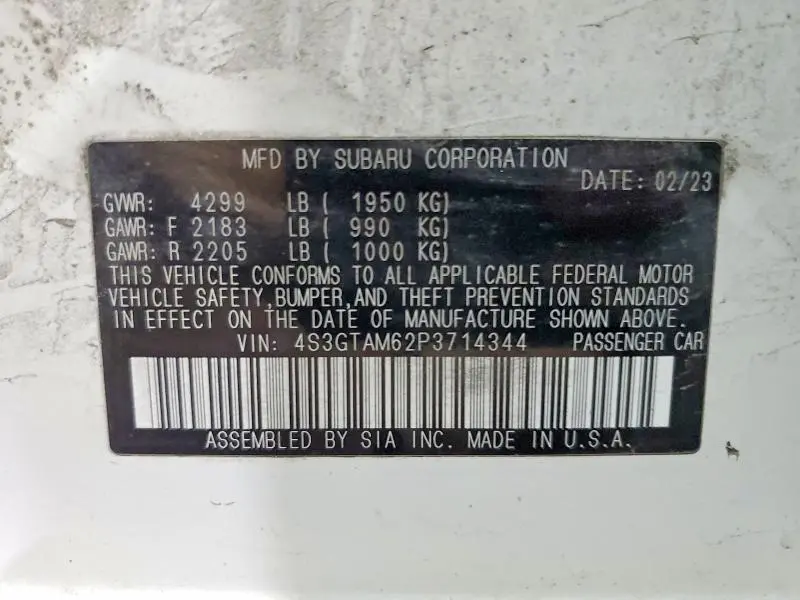 MFD BY SUBARU CORPORATION
DATE: 02/23
GVWR: 4299 LB ( 1950 KG)
GAWR: F 2183 LB ( 990 KG)
GAWR: R 2205 LB ( 1000 KG)
THIS VEHICLE CONFORMS TO ALL APPLICABLE FEDERAL MOTOR
VEHICLE SAFETY,BUMPER,AND THEFT PREVENTION STANDARDS
IN EFFECT ON THE DATE OF MANUFACTURE SHOWN ABOVE.
VIN: 4S3GTAM62P3714344 PASSENGER CAR
ASSEMBLED BY SIA INC. MADE IN U.S.A.